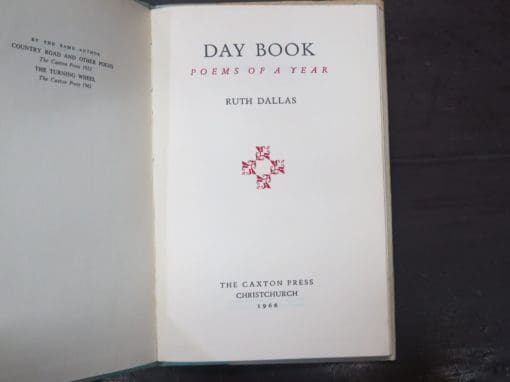 BY THE SAME AUTHOR
COUNTRY ROAD AND OTHER POEMS
The Caxton Press 1953
THE TURNING WHEEL
The Caxton Press 1961
DAY BOOK
POEMS OF A YEAR
RUTH DALLAS
THE CAXTON PRESS
CHRISTCHURCH
1966